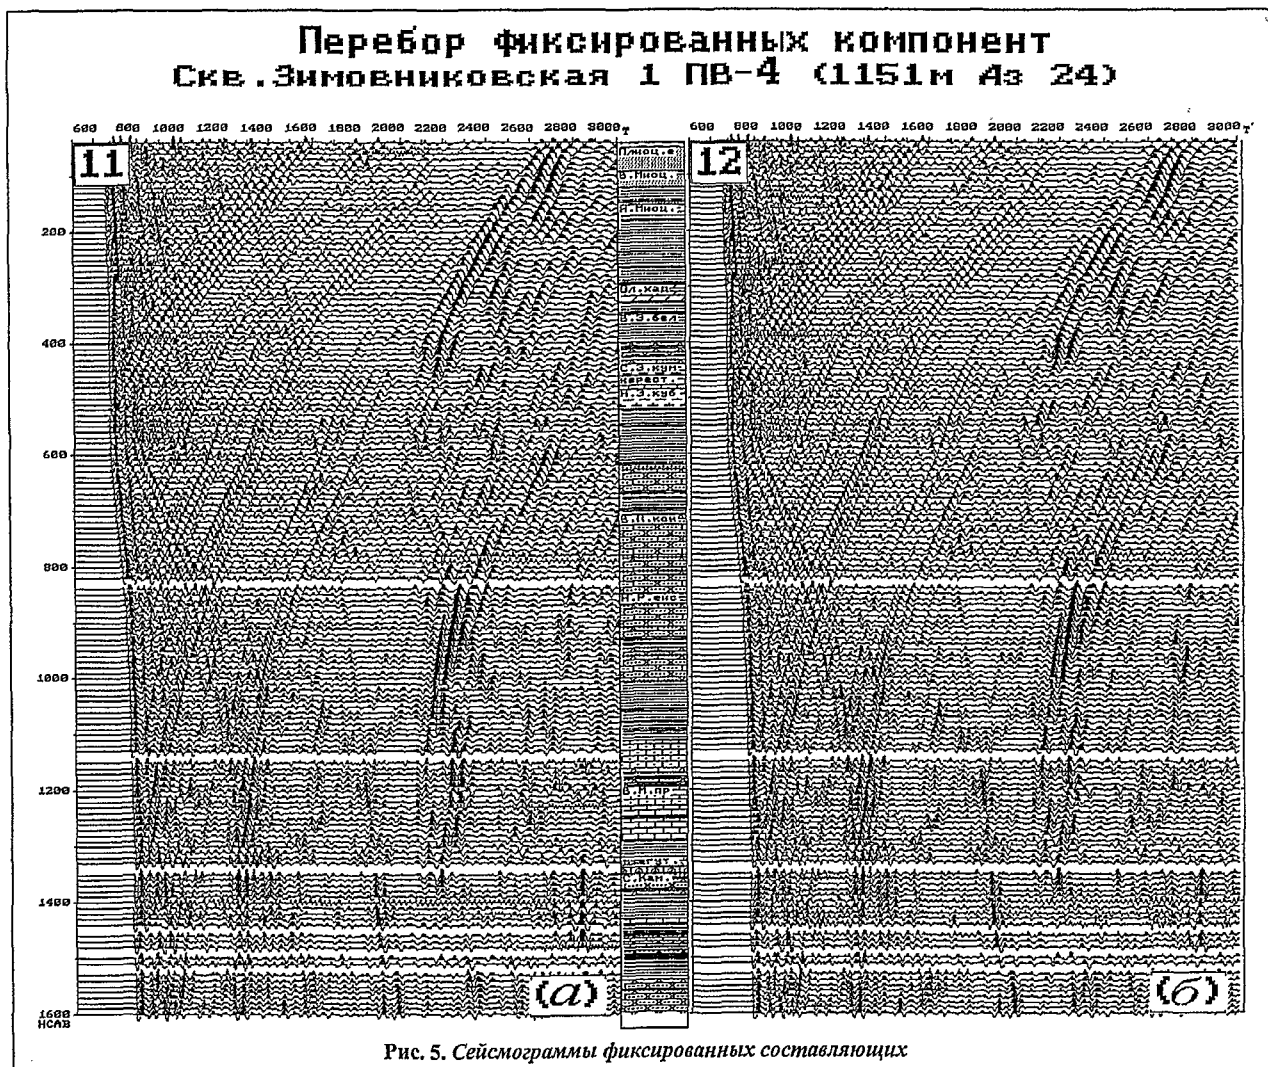 Перебор фиксированных компонент
Скв.Зимовниковская 1 ПВ-4 (1151м Аз 24)
600 800 1000 1200 1400 1600 1800 2000 2200 2400 2600 2800 3000 т
600 800 1000 1200 1400 1600 1800 2000 2200 2400 2600 2800 3000 т
11
12
В.Миоц.
Н.Миоц.
200
400
600
800
1000
1200
1400
1600
НСАВ
(а)
(б)
Рис. 5. Сейсмограммы фиксированных составляющих